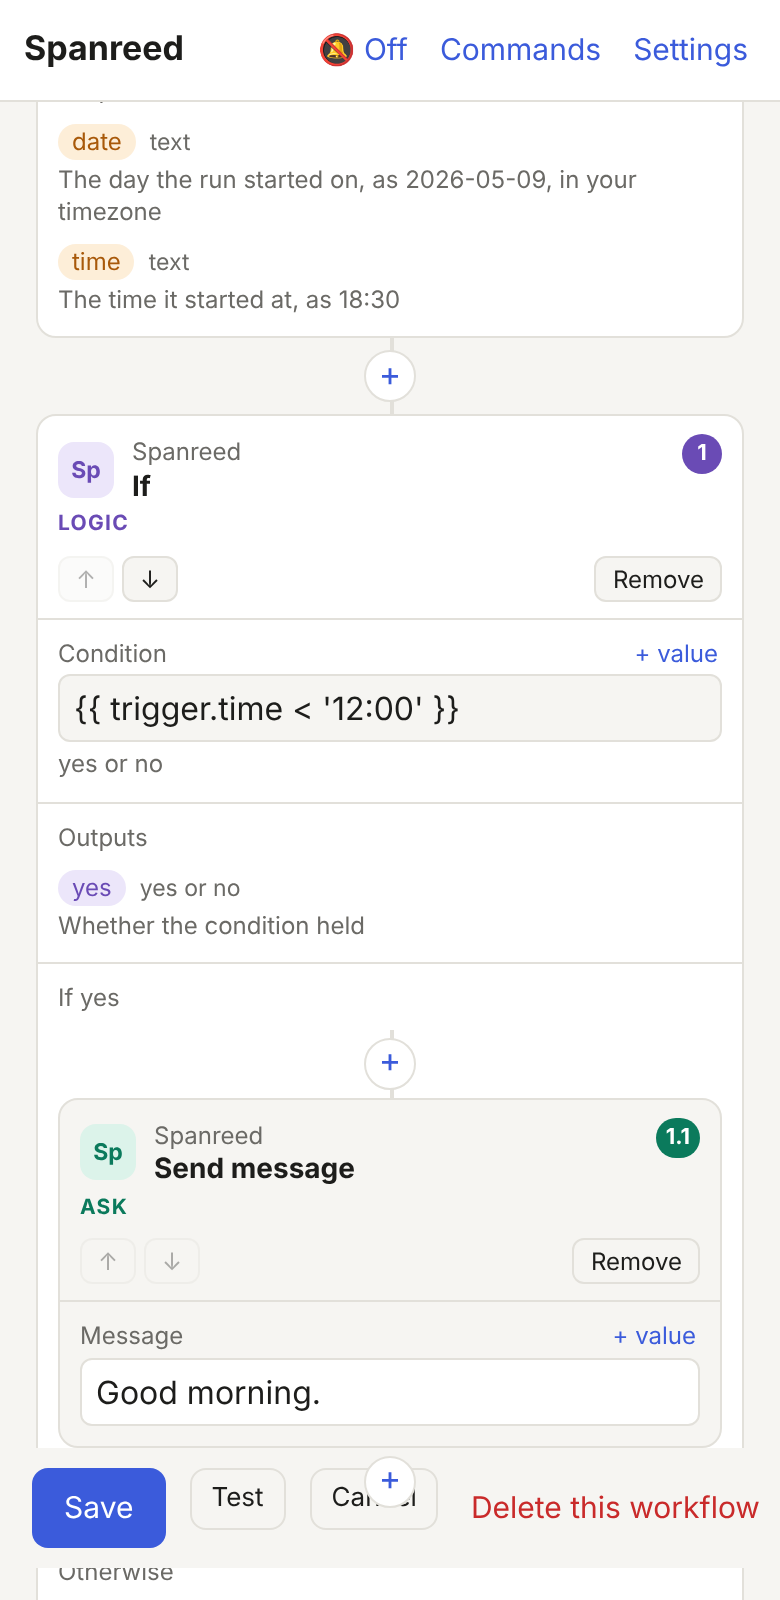 Spanreed
Off Commands Settings
date text
The day the run started on, as 2026-05-09, in your
timezone
time text
The time it started at, as 18:30
+
Sp Spanreed 1
If
LOGIC
↑ ↓ Remove
Condition + value
{{ trigger.time < '12:00' }}
yes or no
Outputs
yes yes or no
Whether the condition held
If yes
+
Sp Spanreed 1.1
Send message
ASK
↑ ↓ Remove
Message + value
Good morning.
+
Save Test Delete this workflow
Otherwise